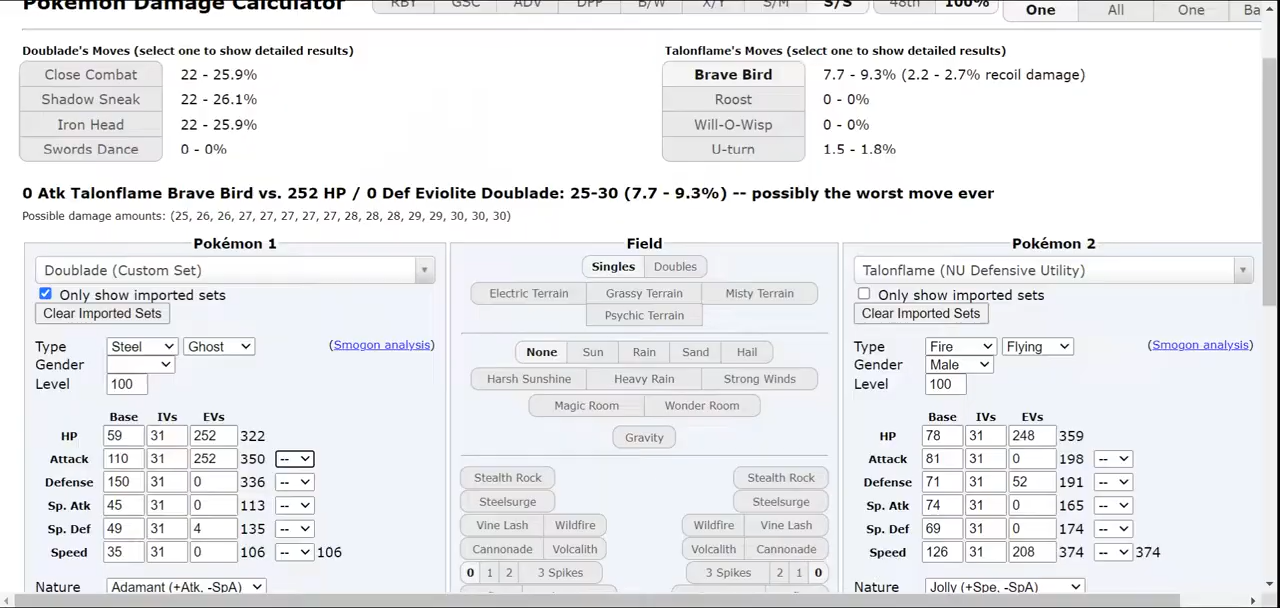 Pokémon Damage Calculator
RBY GSC ADV DPP B/W X/Y S/M S/S 48th 100% One All One Ba
Doublade's Moves (select one to show detailed results)
Close Combat 22 - 25.9%
Shadow Sneak 22 - 26.1%
Iron Head 22 - 25.9%
Swords Dance 0 - 0%
Talonflame's Moves (select one to show detailed results)
Brave Bird 7.7 - 9.3% (2.2 - 2.7% recoil damage)
Roost 0 - 0%
Will-O-Wisp 0 - 0%
U-turn 1.5 - 1.8%
0 Atk Talonflame Brave Bird vs. 252 HP / 0 Def Eviolite Doublade: 25-30 (7.7 - 9.3%) -- possibly the worst move ever
Possible damage amounts: (25, 26, 26, 27, 27, 27, 27, 27, 28, 28, 28, 29, 29, 30, 30, 30)
Pokémon 1
Doublade (Custom Set)
Only show imported sets
Clear Imported Sets
Type Steel Ghost (Smogon analysis)
Gender
Level 100
Base IVs EVs
HP 59 31 252 322
Attack 110 31 252 350 --
Defense 150 31 0 336 --
Sp. Atk 45 31 0 113 --
Sp. Def 49 31 4 135 --
Speed 35 31 0 106 -- 106
Nature Adamant (+Atk, -SpA)
Field
Singles Doubles
Electric Terrain Grassy Terrain Misty Terrain
Psychic Terrain
None Sun Rain Sand Hail
Harsh Sunshine Heavy Rain Strong Winds
Magic Room Wonder Room
Gravity
Stealth Rock Stealth Rock
Steelsurge Steelsurge
Vine Lash Wildfire Wildfire Vine Lash
Cannonade Volcalith Volcalith Cannonade
0 1 2 3 Spikes 3 Spikes 2 1 0
Pokémon 2
Talonflame (NU Defensive Utility)
Only show imported sets
Clear Imported Sets
Type Fire Flying (Smogon analysis)
Gender Male
Level 100
Base IVs EVs
HP 78 31 248 359
Attack 81 31 0 198 --
Defense 71 31 52 191 --
Sp. Atk 74 31 0 165 --
Sp. Def 69 31 0 174 --
Speed 126 31 208 374 -- 374
Nature Jolly (+Spe, -SpA)